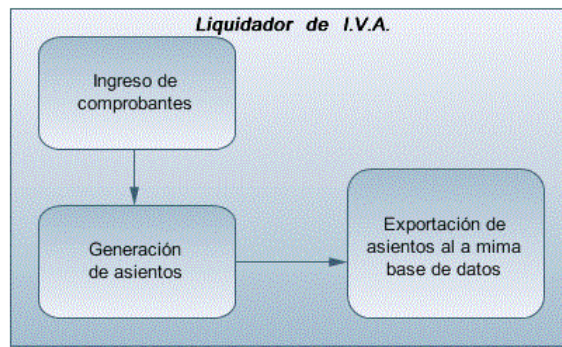 Liquidador de I.V.A.
Ingreso de
comprobantes
Generación
de asientos
Exportación de
asientos al a mima
base de datos